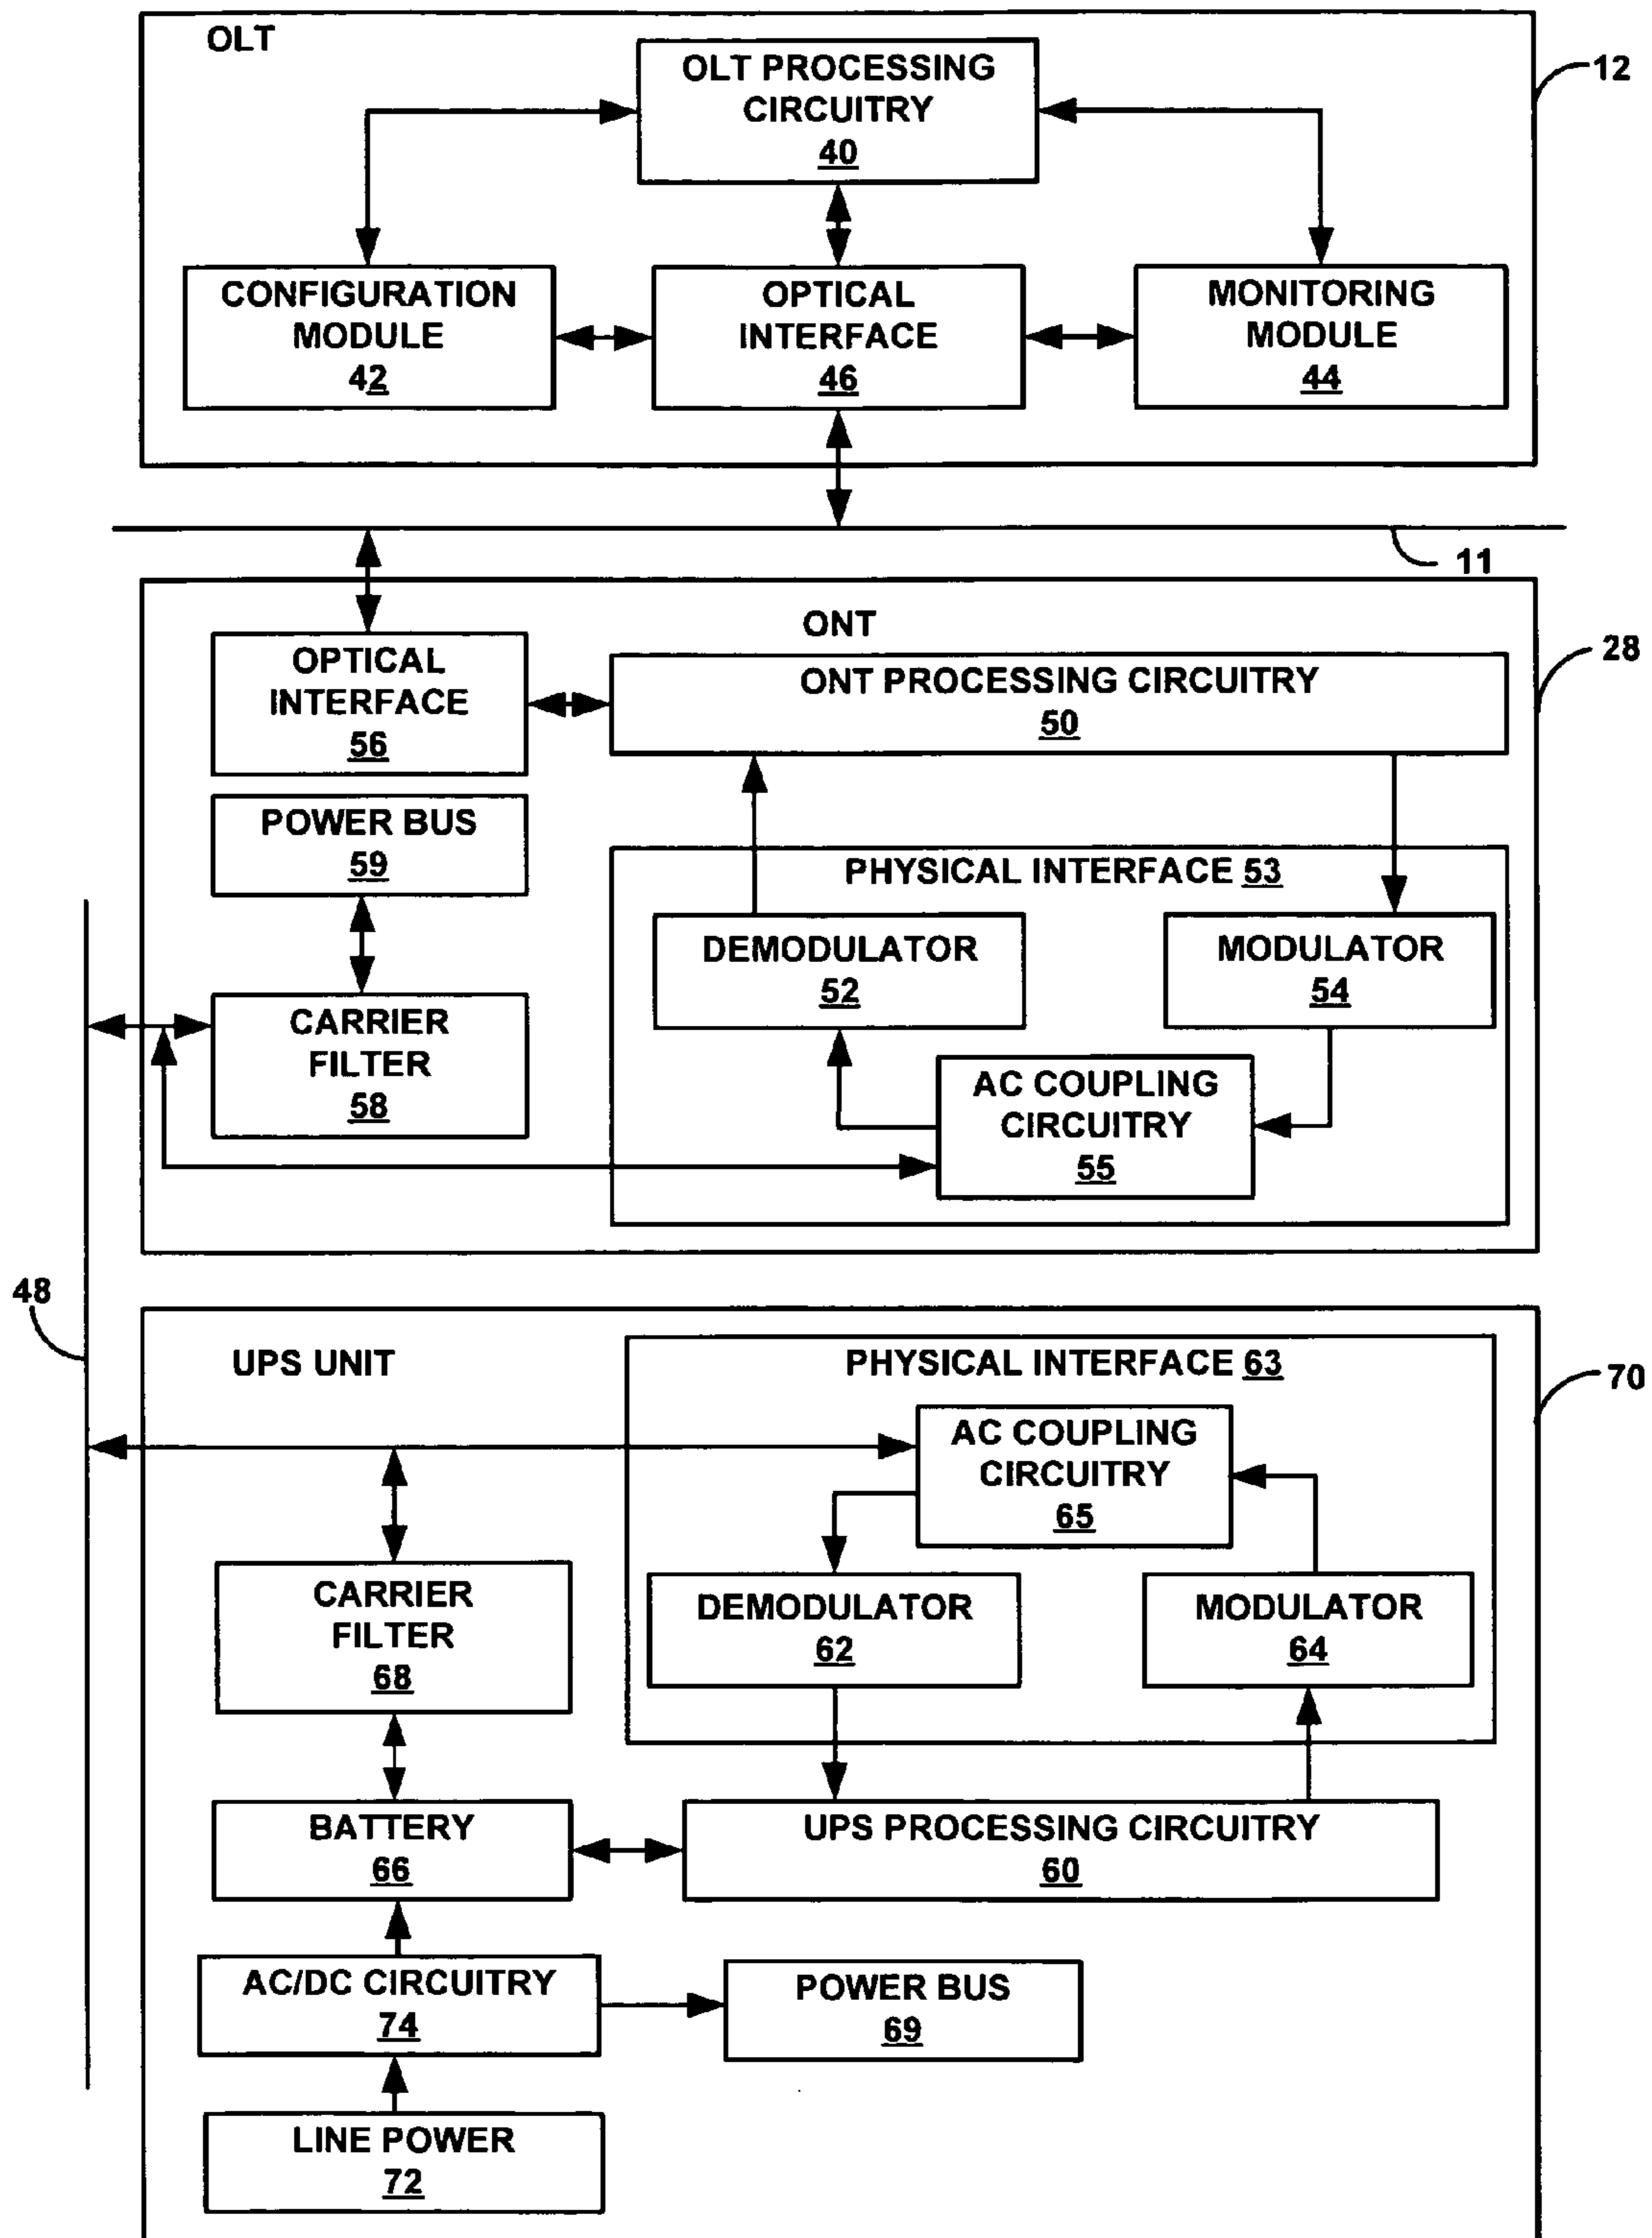 OLT
OLT PROCESSING
CIRCUITRY
40
12
CONFIGURATION
MODULE
42
OPTICAL
INTERFACE
46
MONITORING
MODULE
44
11
ONT
28
OPTICAL
INTERFACE
56
ONT PROCESSING CIRCUITRY
50
POWER BUS
59
PHYSICAL INTERFACE 53
DEMODULATOR
52
MODULATOR
54
CARRIER
FILTER
58
AC COUPLING
CIRCUITRY
55
48
UPS UNIT
PHYSICAL INTERFACE 63
70
AC COUPLING
CIRCUITRY
65
CARRIER
FILTER
68
DEMODULATOR
62
MODULATOR
64
BATTERY
66
UPS PROCESSING CIRCUITRY
60
AC/DC CIRCUITRY
74
POWER BUS
69
LINE POWER
72